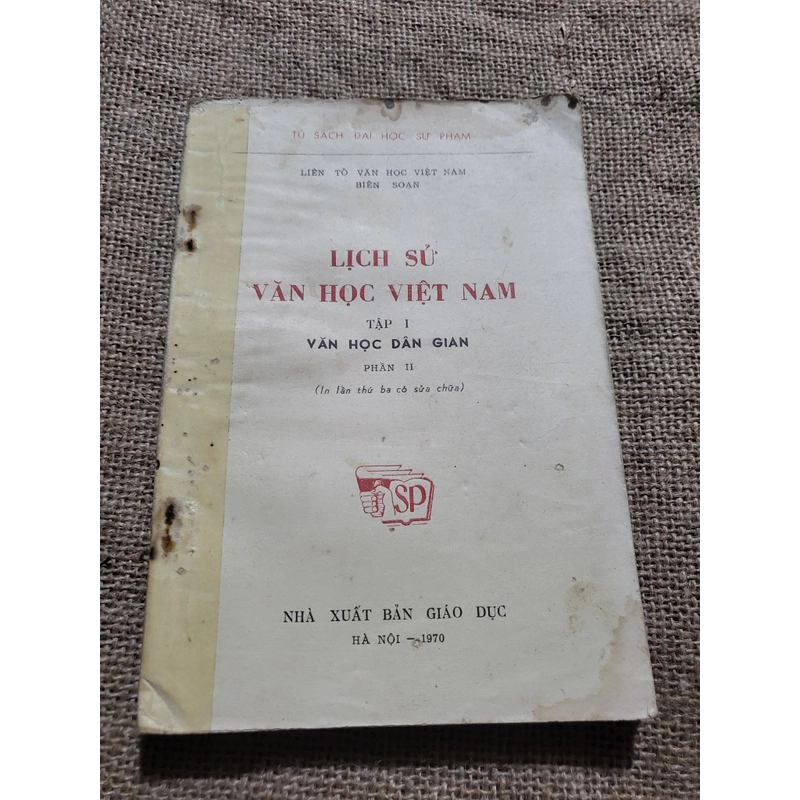 TỦ SÁCH ĐẠI HỌC SƯ PHẠM
LIÊN TỔ VĂN HỌC VIỆT NAM
BIÊN SOẠN
LỊCH SỬ
VĂN HỌC VIỆT NAM
TẬP I
VĂN HỌC DÂN GIAN
PHẦN II
(In lần thứ ba có sửa chữa)
SP
NHÀ XUẤT BẢN GIÁO DỤC
HÀ NỘI – 1970